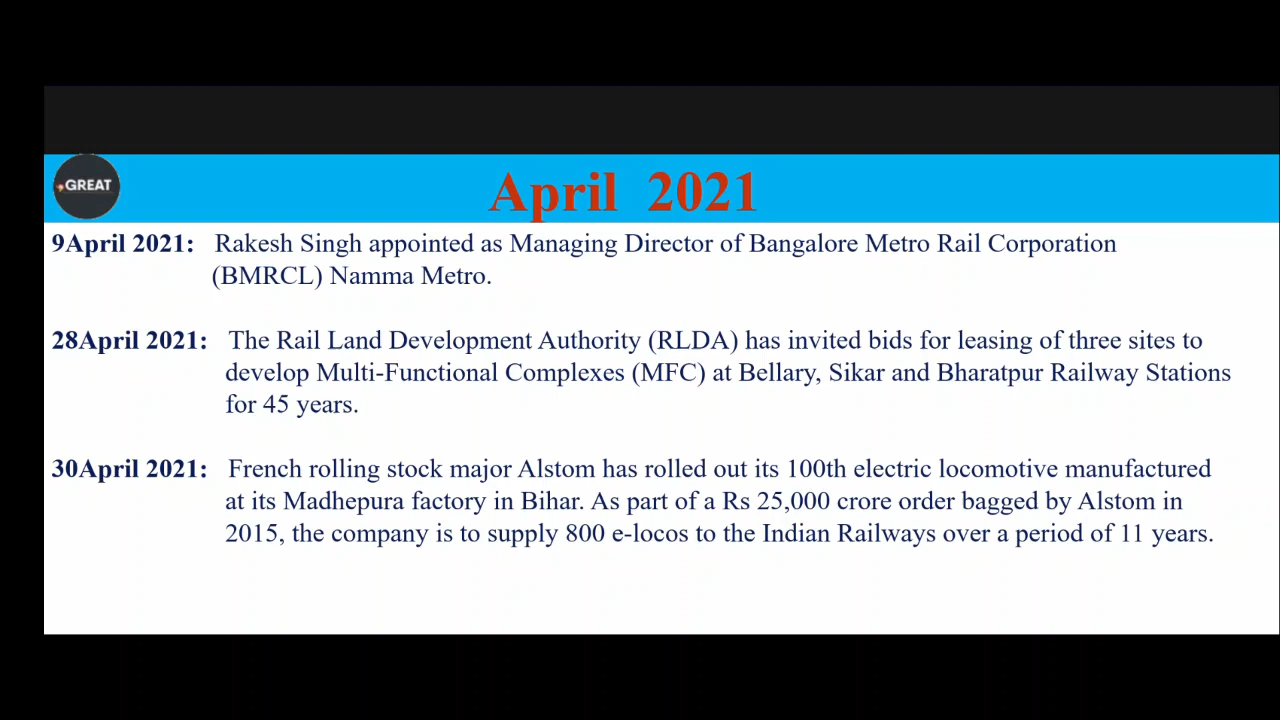 GREAT
April 2021
9April 2021: Rakesh Singh appointed as Managing Director of Bangalore Metro Rail Corporation
(BMRCL) Namma Metro.
28April 2021: The Rail Land Development Authority (RLDA) has invited bids for leasing of three sites to
develop Multi-Functional Complexes (MFC) at Bellary, Sikar and Bharatpur Railway Stations
for 45 years.
30April 2021: French rolling stock major Alstom has rolled out its 100th electric locomotive manufactured
at its Madhepura factory in Bihar. As part of a Rs 25,000 crore order bagged by Alstom in
2015, the company is to supply 800 e-locos to the Indian Railways over a period of 11 years.